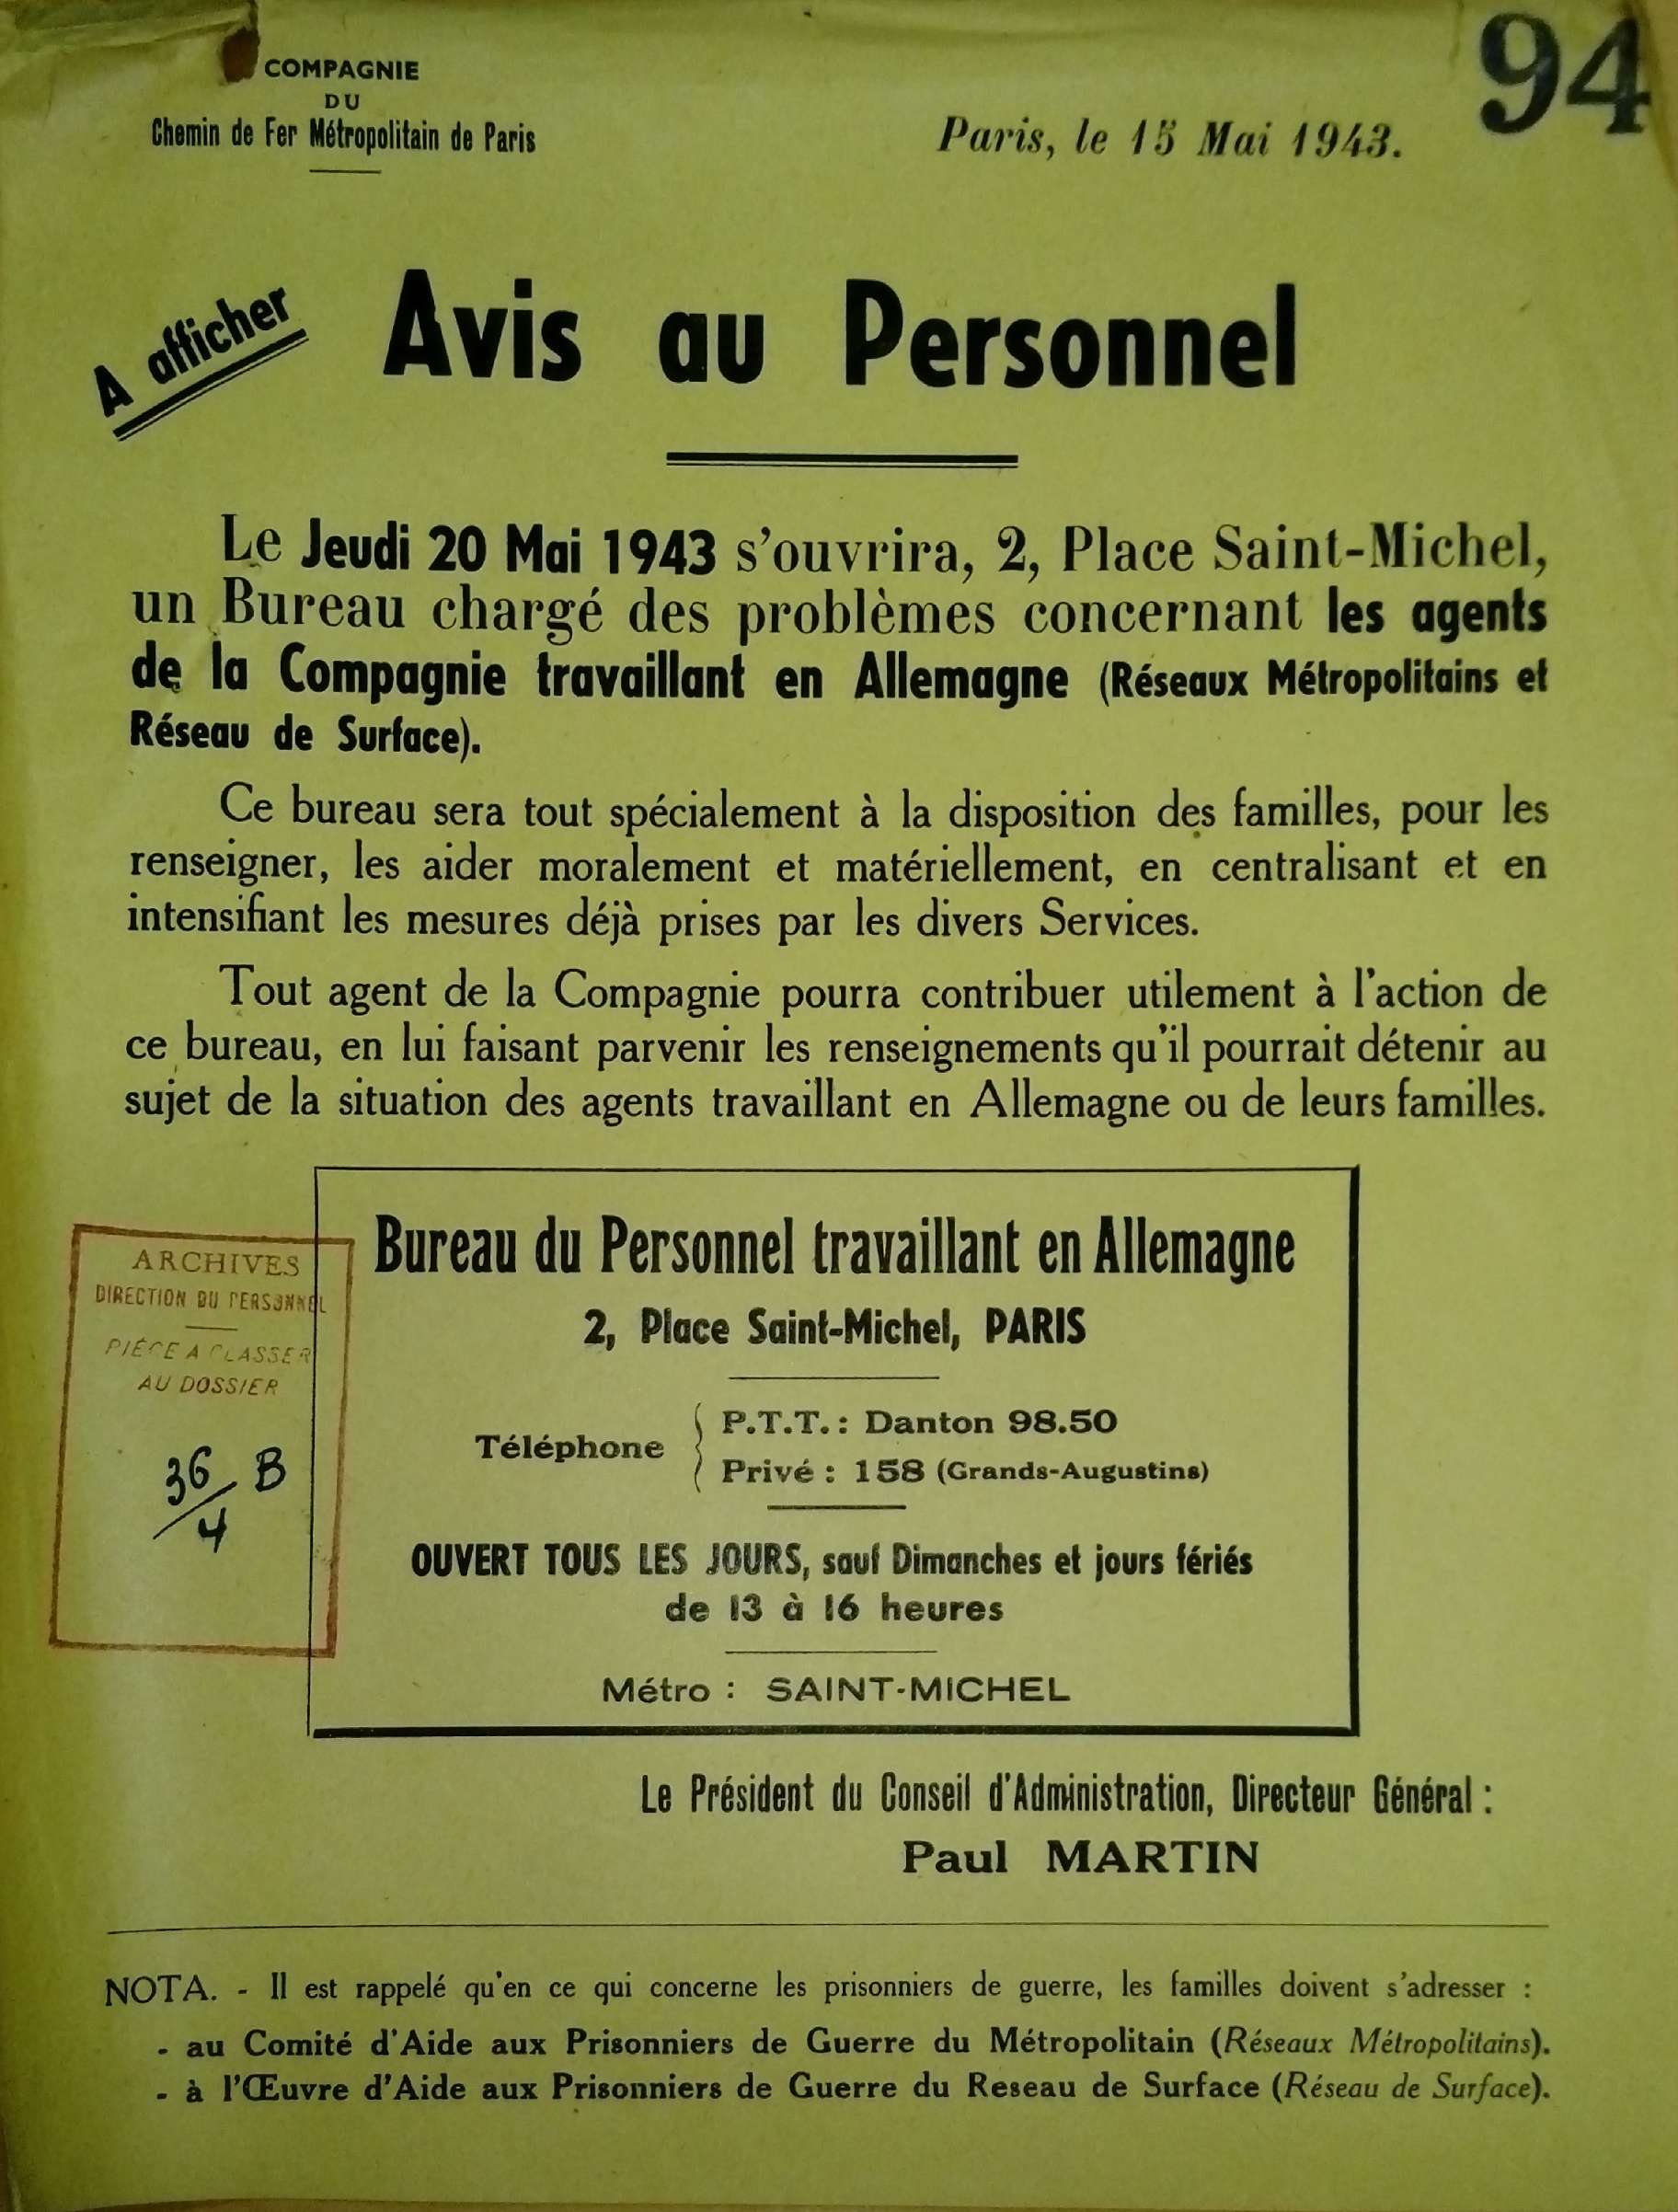 94
COMPAGNIE
DU
Chemin de Fer Métropolitain de Paris
Paris, le 15 Mai 1943.
A afficher
Avis au Personnel
Le Jeudi 20 Mai 1943 s'ouvrira, 2, Place Saint-Michel,
un Bureau chargé des problèmes concernant les agents
de la Compagnie travaillant en Allemagne (Réseaux Métropolitains et
Réseau de Surface).
Ce bureau sera tout spécialement à la disposition des familles, pour les
renseigner, les aider moralement et matériellement, en centralisant et en
intensifiant les mesures déjà prises par les divers Services.
Tout agent de la Compagnie pourra contribuer utilement à l'action de
ce bureau, en lui faisant parvenir les renseignements qu'il pourrait détenir au
sujet de la situation des agents travaillant en Allemagne ou de leurs familles.
ARCHIVES
DIRECTION DU PERSONNEL
PIÉCE A CLASSER
AU DOSSIER
36/4 B
Bureau du Personnel travaillant en Allemagne
2, Place Saint-Michel, PARIS
Téléphone
P.T.T. : Danton 98.50
Privé : 158 (Grands-Augustins)
OUVERT TOUS LES JOURS, sauf Dimanches et jours fériés
de 13 à 16 heures
Métro : SAINT-MICHEL
Le Président du Conseil d'Administration, Directeur Général :
Paul MARTIN
NOTA. - Il est rappelé qu'en ce qui concerne les prisonniers de guerre, les familles doivent s'adresser :
- au Comité d'Aide aux Prisonniers de Guerre du Métropolitain (Réseaux Métropolitains).
- à l'Œuvre d'Aide aux Prisonniers de Guerre du Reseau de Surface (Réseau de Surface).